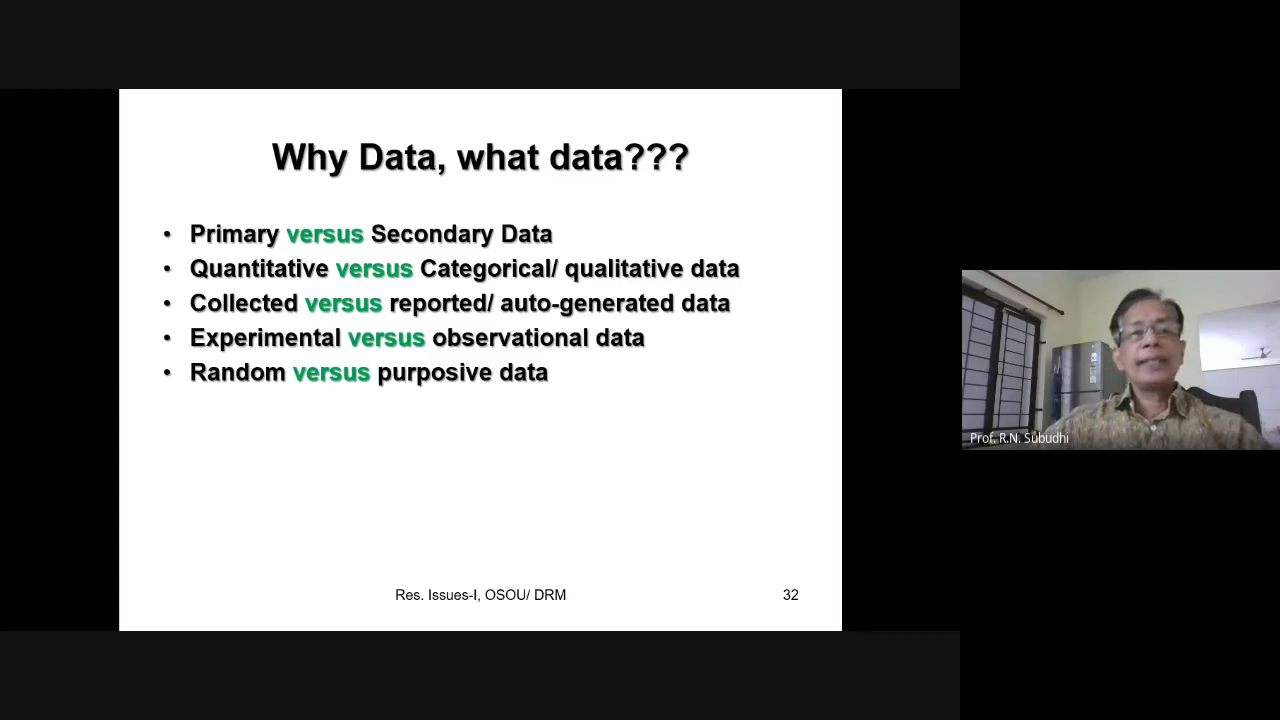 Why Data, what data???
• Primary versus Secondary Data
• Quantitative versus Categorical/ qualitative data
• Collected versus reported/ auto-generated data
• Experimental versus observational data
• Random versus purposive data
Res. Issues-I, OSOU/ DRM
32
Prof. R.N. Subudhi